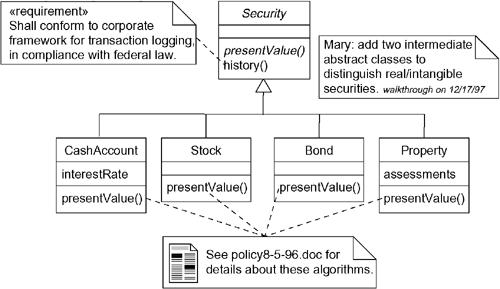 «requirement»
Shall conform to corporate
framework for transaction logging,
in compliance with federal law.
Security
presentValue()
history()
Mary: add two intermediate
abstract classes to
distinguish real/intangible
securities. walkthrough on 12/17/97
CashAccount
interestRate
presentValue()
Stock
presentValue()
Bond
presentValue()
Property
assessments
presentValue()
See policy8-5-96.doc for
details about these algorithms.